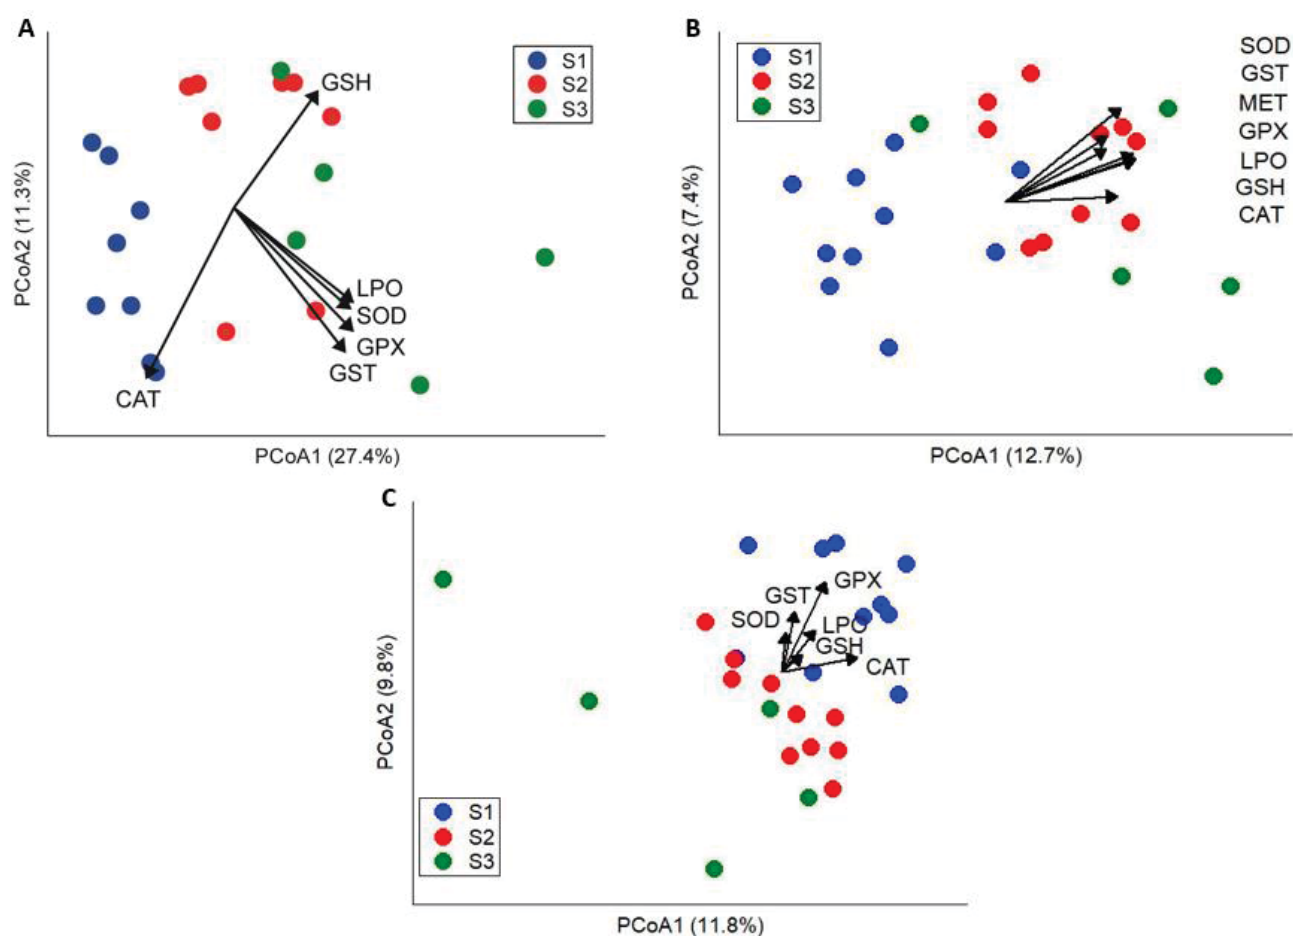 A
S1
S2
S3
GSH
LPO
SOD
GPX
GST
CAT
PCoA2 (11.3%)
PCoA1 (27.4%)
B
S1
S2
S3
SOD
GST
MET
GPX
LPO
GSH
CAT
PCoA2 (7.4%)
PCoA1 (12.7%)
C
GPX
GST
SOD
LPO
GSH
CAT
PCoA2 (9.8%)
S1
S2
S3
PCoA1 (11.8%)